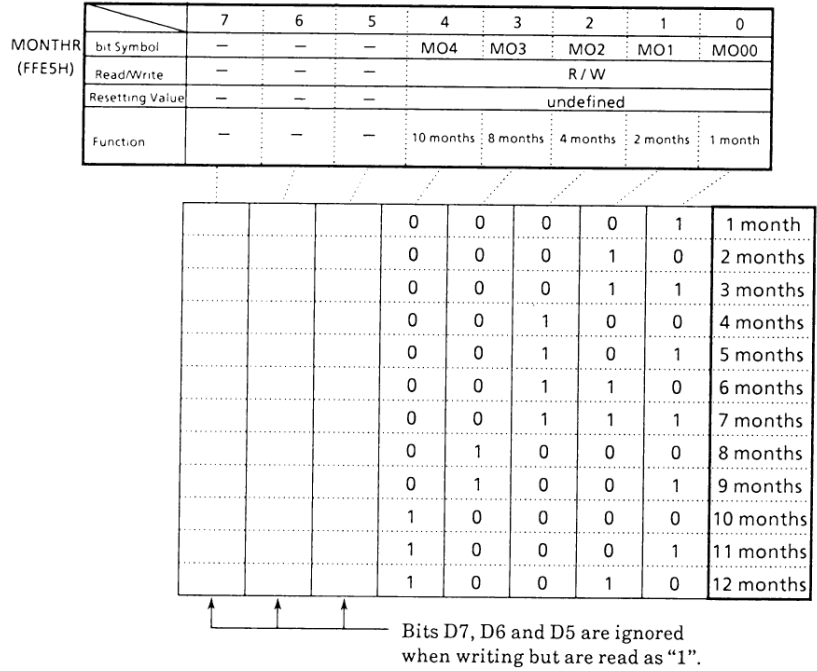 7 6 5 4 3 2 1 0
MONTHR bit Symbol — — — MO4 MO3 MO2 MO1 MO00
(FFE5H) Read/Write — — — R / W
Resetting Value — — — undefined
Function — — — 10 months 8 months 4 months 2 months 1 month
0 0 0 0 1 1 month
0 0 0 1 0 2 months
0 0 0 1 1 3 months
0 0 1 0 0 4 months
0 0 1 0 1 5 months
0 0 1 1 0 6 months
0 0 1 1 1 7 months
0 1 0 0 0 8 months
0 1 0 0 1 9 months
1 0 0 0 0 10 months
1 0 0 0 1 11 months
1 0 0 1 0 12 months
Bits D7, D6 and D5 are ignored
when writing but are read as “1”.